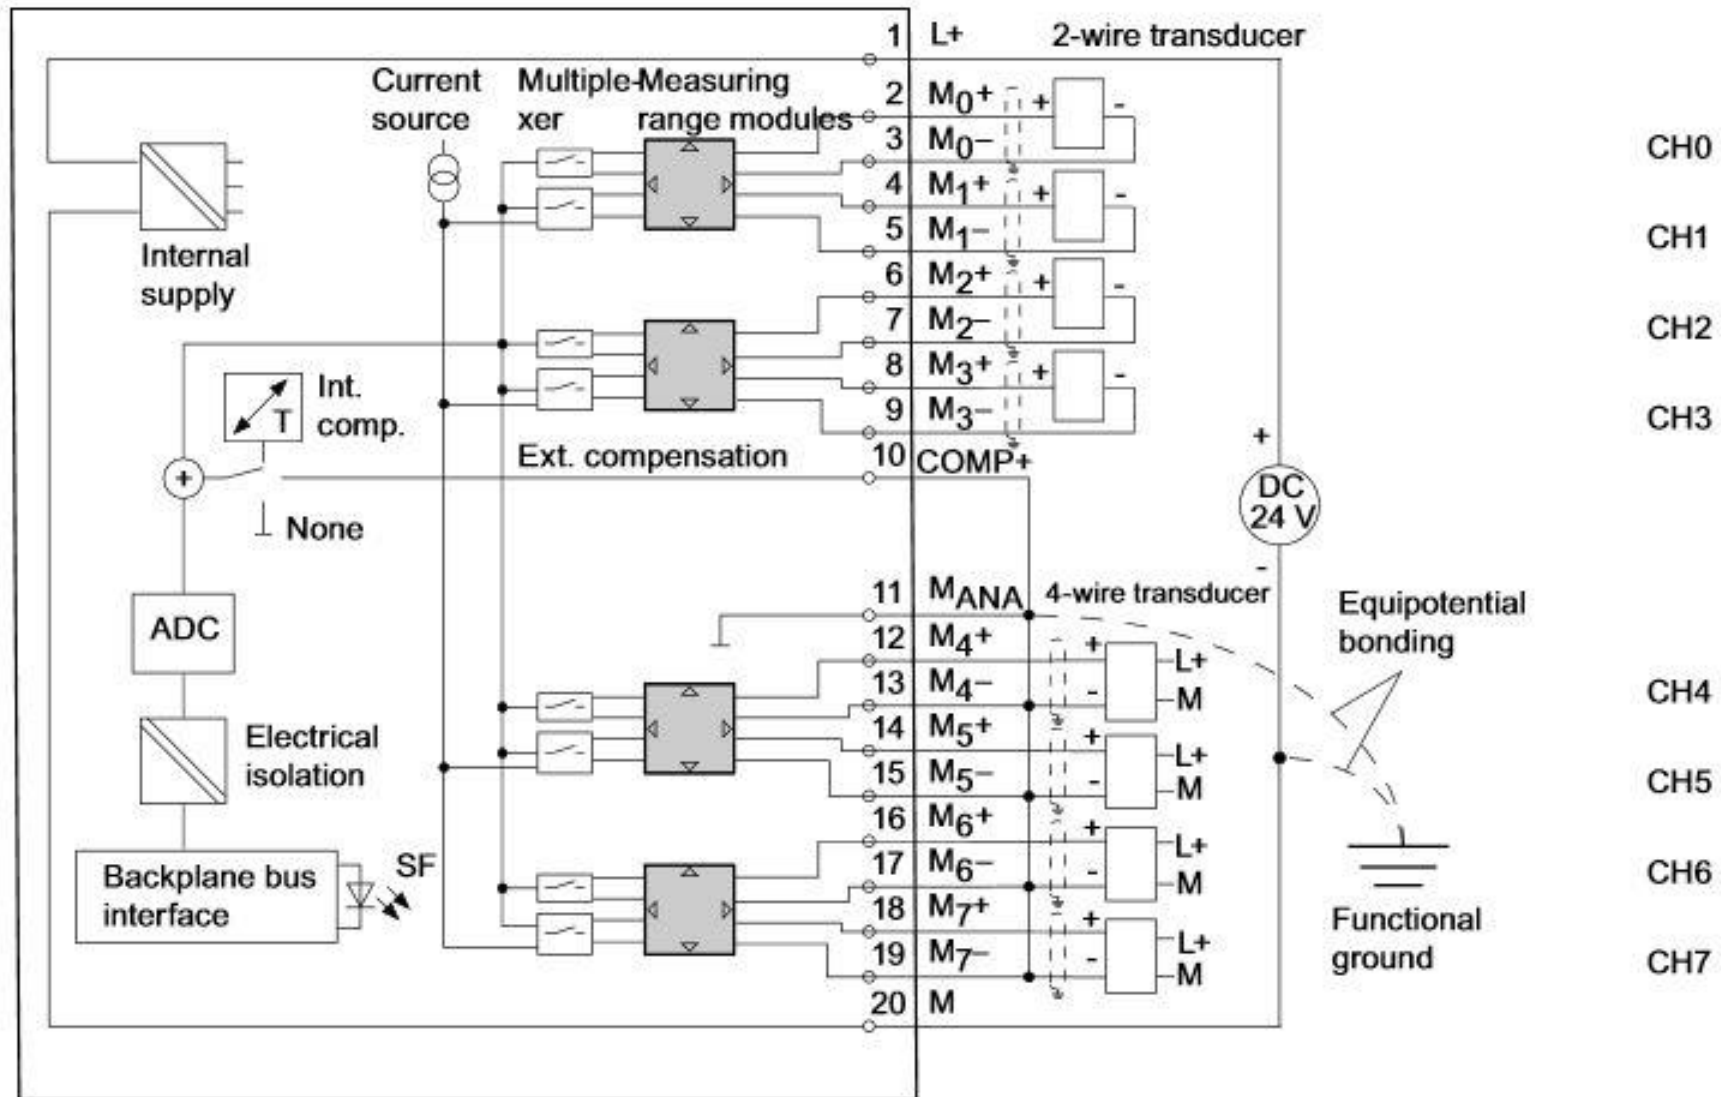 1 L+ 2-wire transducer
Current Multiple-Measuring
source xer range modules
2 M0+ + -
3 M0– CH0
4 M1+ + -
5 M1– CH1
Internal
supply
6 M2+ + -
7 M2– CH2
8 M3+ + -
9 M3– CH3
Int.
comp.
T
+
Ext. compensation 10 COMP+
None
+
DC
24 V
-
11 MANA 4-wire transducer
Equipotential
bonding
ADC
12 M4+ + L+
13 M4– - M CH4
14 M5+ + L+
15 M5– - M CH5
Electrical
isolation
16 M6+ + L+
17 M6– - M CH6
Backplane bus
interface
SF
18 M7+ + L+
19 M7– - M CH7
Functional
ground
20 M